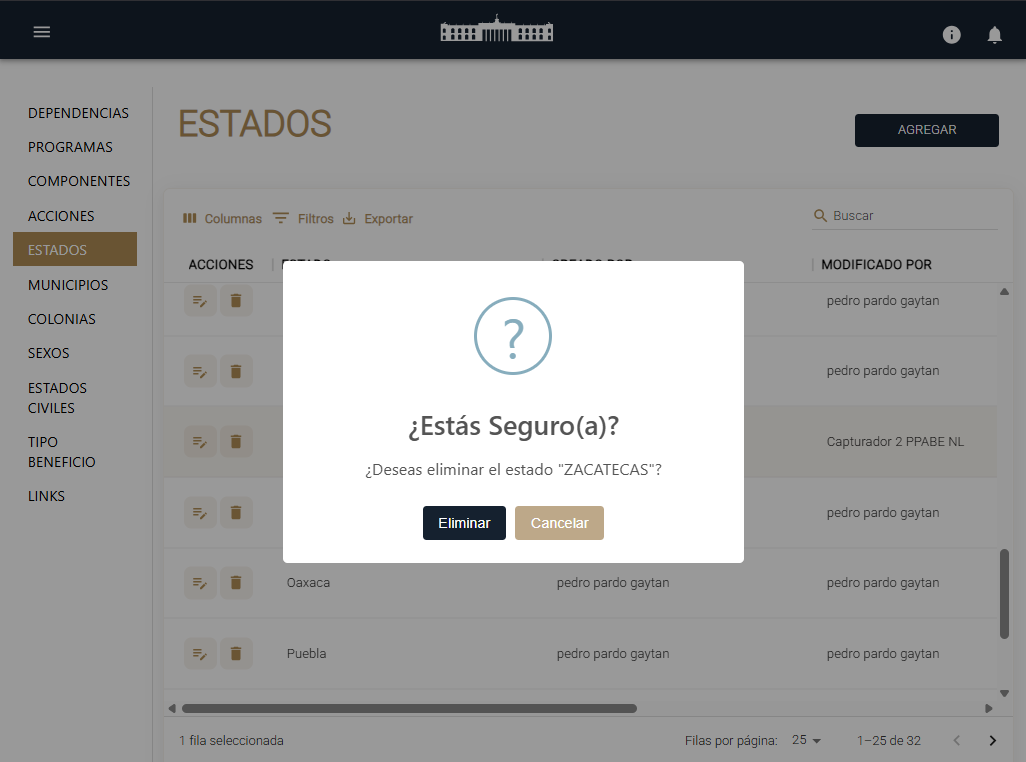 ESTADOS
AGREGAR
DEPENDENCIAS
PROGRAMAS
COMPONENTES
ACCIONES
ESTADOS
MUNICIPIOS
COLONIAS
SEXOS
ESTADOS
CIVILES
TIPO
BENEFICIO
LINKS
Columnas Filtros Exportar Buscar
ACCIONES ESTADO CREADO POR MODIFICADO POR
pedro pardo gaytan
pedro pardo gaytan
Capturador 2 PPABE NL
pedro pardo gaytan
?
¿Estás Seguro(a)?
¿Deseas eliminar el estado "ZACATECAS"?
Eliminar Cancelar
Oaxaca pedro pardo gaytan pedro pardo gaytan
Puebla pedro pardo gaytan pedro pardo gaytan
1 fila seleccionada Filas por página: 25 1–25 de 32